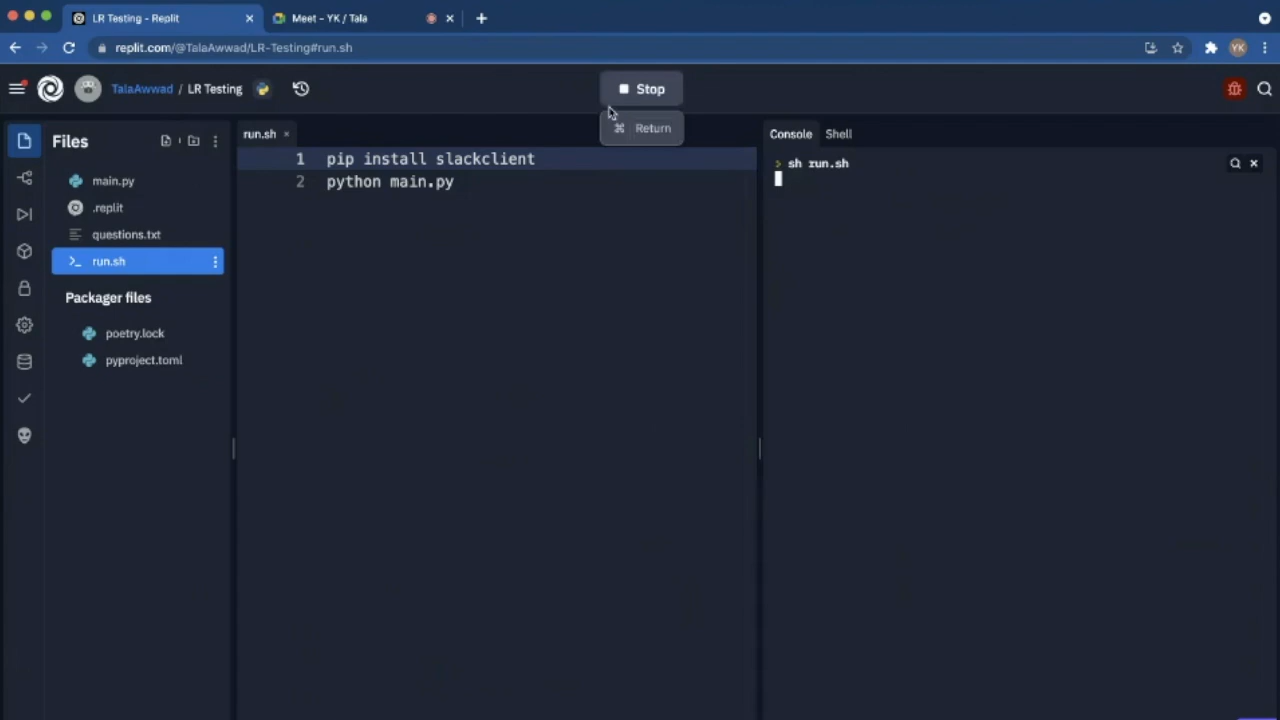 LR Testing - Replit
Meet - YK / Tala
replit.com/@TalaAwwad/LR-Testing#run.sh
YK
TalaAwwad / LR Testing
Stop
⌘ Return
Files
main.py
.replit
questions.txt
run.sh
Packager files
poetry.lock
pyproject.toml
run.sh
1 pip install slackclient
2 python main.py
Console
Shell
sh run.sh